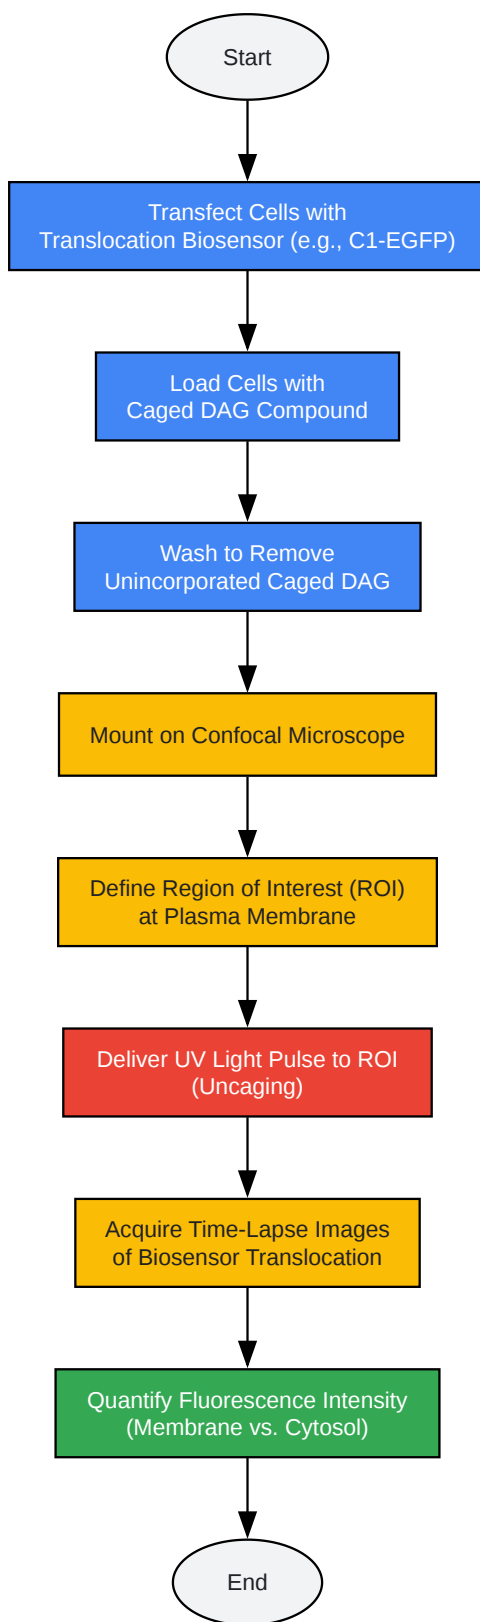 Start
Transfect Cells with
Translocation Biosensor (e.g., C1-EGFP)
Load Cells with
Caged DAG Compound
Wash to Remove
Unincorporated Caged DAG
Mount on Confocal Microscope
Define Region of Interest (ROI)
at Plasma Membrane
Deliver UV Light Pulse to ROI
(Uncaging)
Acquire Time-Lapse Images
of Biosensor Translocation
Quantify Fluorescence Intensity
(Membrane vs. Cytosol)
End